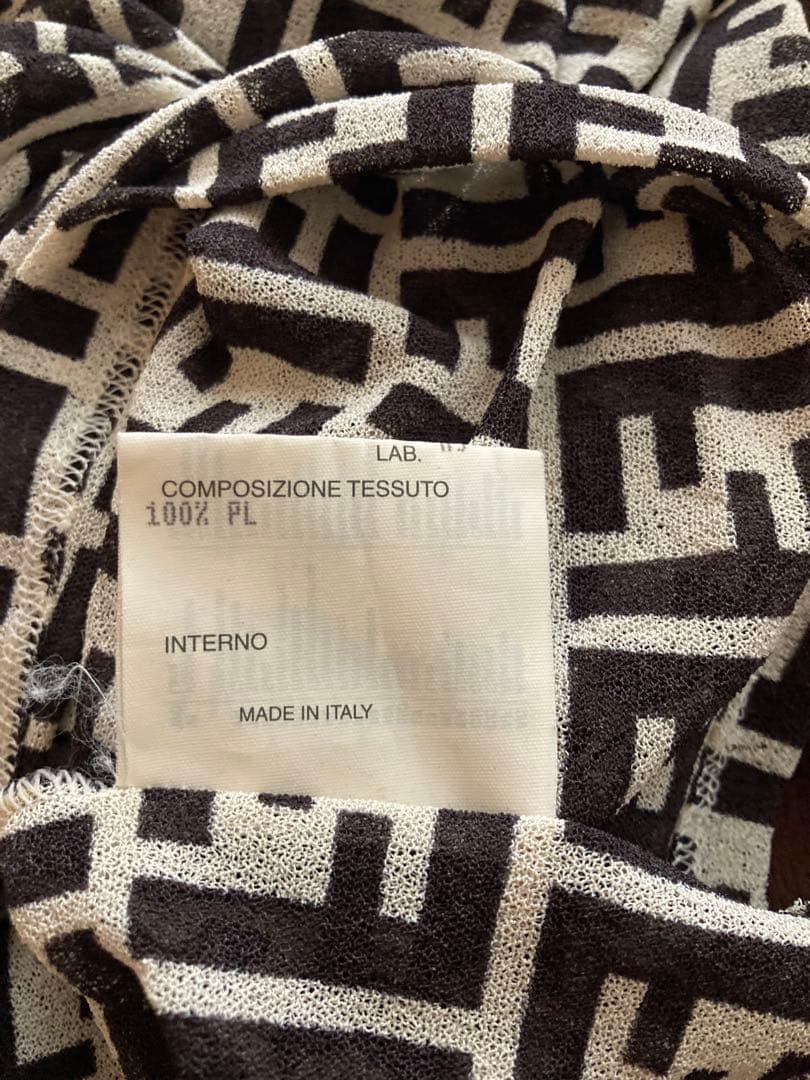 LAB.
COMPOSIZIONE TESSUTO
100% PL
INTERNO
MADE IN ITALY